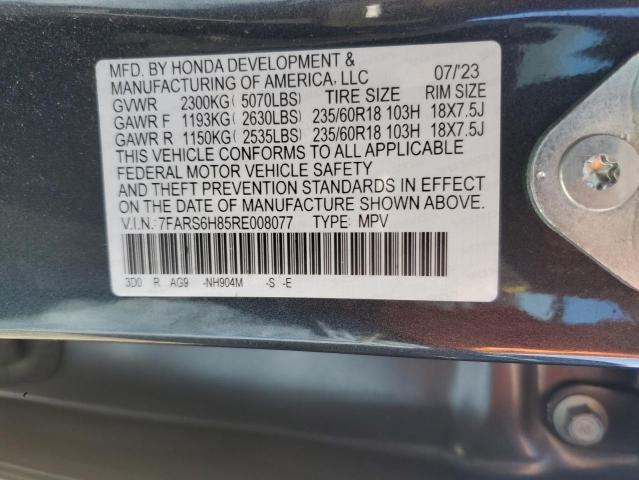 MFD. BY HONDA DEVELOPMENT &
MANUFACTURING OF AMERICA, LLC 07/'23
GVWR 2300KG ( 5070LBS) TIRE SIZE RIM SIZE
GAWR F 1193KG ( 2630LBS) 235/60R18 103H 18X7.5J
GAWR R 1150KG ( 2535LBS) 235/60R18 103H 18X7.5J
THIS VEHICLE CONFORMS TO ALL APPLICABLE
FEDERAL MOTOR VEHICLE SAFETY
AND THEFT PREVENTION STANDARDS IN EFFECT
ON THE DATE OF MANUFACTURE SHOWN ABOVE.
V.I.N.: 7FARS6H85RE008077 TYPE: MPV
3D0 R AG9 -NH904M -S -E